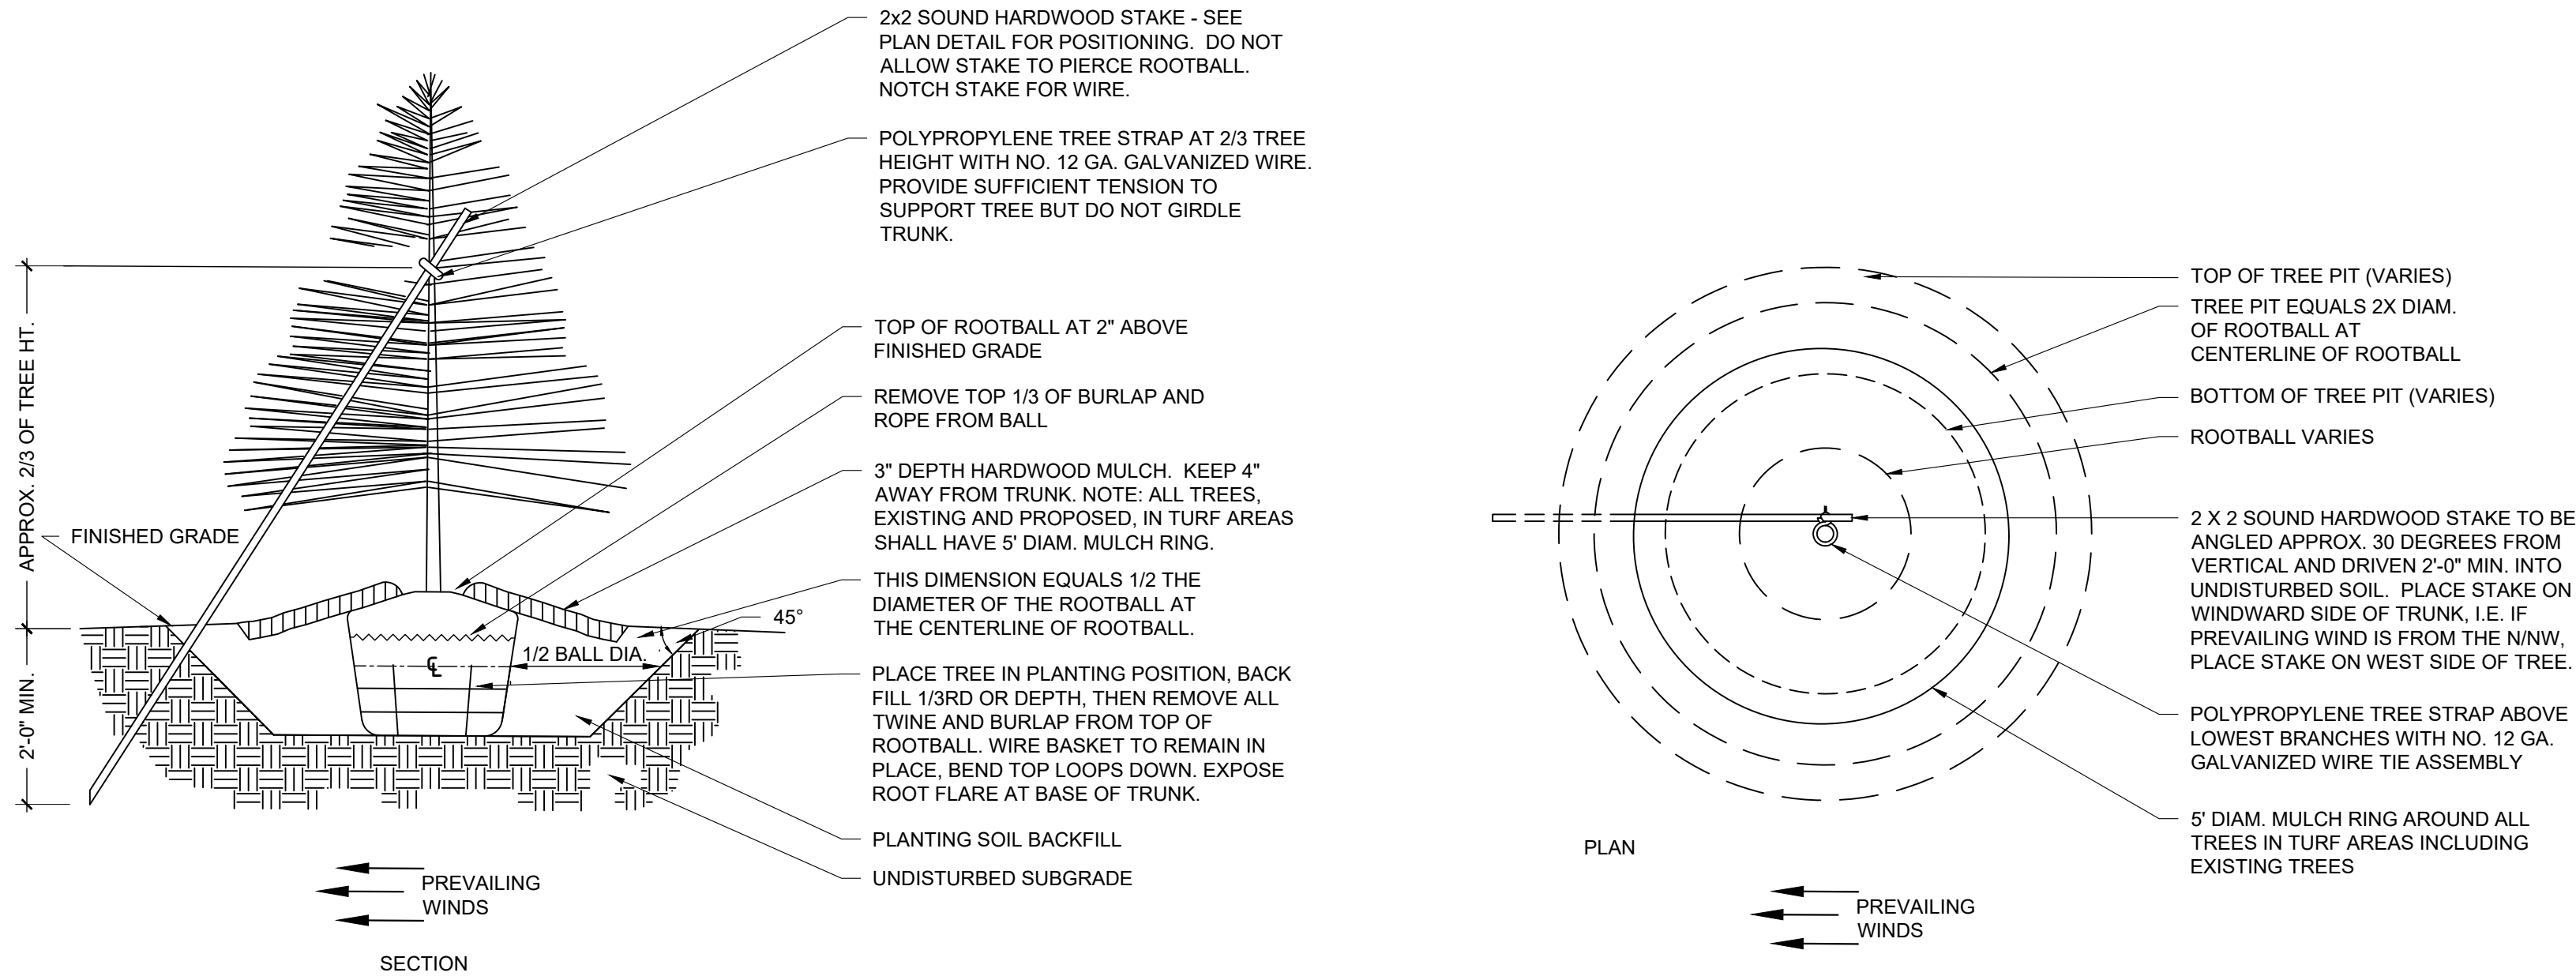 2x2 SOUND HARDWOOD STAKE - SEE
PLAN DETAIL FOR POSITIONING.  DO NOT
ALLOW STAKE TO PIERCE ROOTBALL.
NOTCH STAKE FOR WIRE.
POLYPROPYLENE TREE STRAP AT 2/3 TREE
HEIGHT WITH NO. 12 GA. GALVANIZED WIRE.
PROVIDE SUFFICIENT TENSION TO
SUPPORT TREE BUT DO NOT GIRDLE
TRUNK.
TOP OF ROOTBALL AT 2" ABOVE
FINISHED GRADE
REMOVE TOP 1/3 OF BURLAP AND
ROPE FROM BALL
3" DEPTH HARDWOOD MULCH.  KEEP 4"
AWAY FROM TRUNK. NOTE: ALL TREES,
EXISTING AND PROPOSED, IN TURF AREAS
SHALL HAVE 5' DIAM. MULCH RING.
THIS DIMENSION EQUALS 1/2 THE
DIAMETER OF THE ROOTBALL AT
THE CENTERLINE OF ROOTBALL.
PLACE TREE IN PLANTING POSITION, BACK
FILL 1/3RD OR DEPTH, THEN REMOVE ALL
TWINE AND BURLAP FROM TOP OF
ROOTBALL. WIRE BASKET TO REMAIN IN
PLACE, BEND TOP LOOPS DOWN. EXPOSE
ROOT FLARE AT BASE OF TRUNK.
PLANTING SOIL BACKFILL
UNDISTURBED SUBGRADE
APPROX. 2/3 OF TREE HT.
2'-0" MIN.
FINISHED GRADE
45°
CL
1/2 BALL DIA.
PREVAILING
WINDS
SECTION
TOP OF TREE PIT (VARIES)
TREE PIT EQUALS 2X DIAM.
OF ROOTBALL AT
CENTERLINE OF ROOTBALL
BOTTOM OF TREE PIT (VARIES)
ROOTBALL VARIES
2 X 2 SOUND HARDWOOD STAKE TO BE
ANGLED APPROX. 30 DEGREES FROM
VERTICAL AND DRIVEN 2'-0" MIN. INTO
UNDISTURBED SOIL.  PLACE STAKE ON
WINDWARD SIDE OF TRUNK, I.E. IF
PREVAILING WIND IS FROM THE N/NW,
PLACE STAKE ON WEST SIDE OF TREE.
POLYPROPYLENE TREE STRAP ABOVE
LOWEST BRANCHES WITH NO. 12 GA.
GALVANIZED WIRE TIE ASSEMBLY
5' DIAM. MULCH RING AROUND ALL
TREES IN TURF AREAS INCLUDING
EXISTING TREES
PLAN
PREVAILING
WINDS